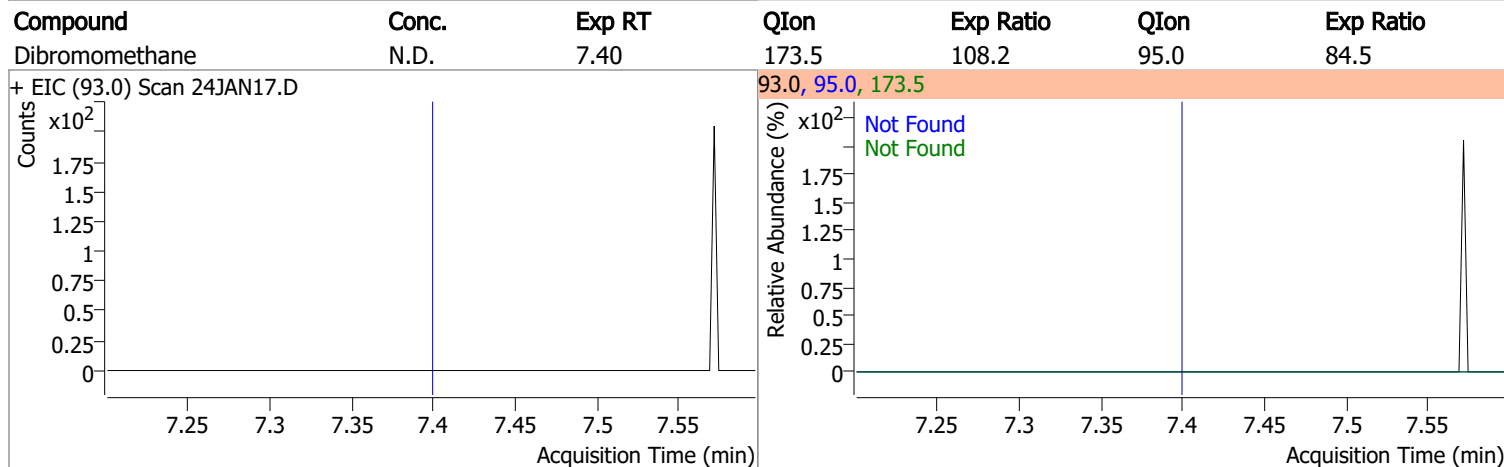 Compound Conc. Exp RT QIon Exp Ratio QIon Exp Ratio
Dibromomethane N.D. 7.40 173.5 108.2 95.0 84.5
+ EIC (93.0) Scan 24JAN17.D
Counts
x10²
1.75
1.5
1.25
1
0.75
0.5
0.25
0
7.25 7.3 7.35 7.4 7.45 7.5 7.55
Acquisition Time (min)
93.0, 95.0, 173.5
Relative Abundance (%)
x10²
Not Found
Not Found
1.75
1.5
1.25
1
0.75
0.5
0.25
0
7.25 7.3 7.35 7.4 7.45 7.5 7.55
Acquisition Time (min)